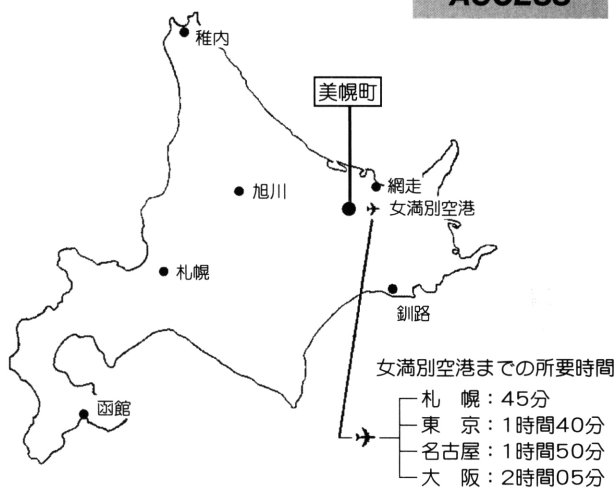 ACCESS
稚内
美幌町
網走
旭川
女満別空港
札幌
釧路
女満別空港までの所要時間
札 幌：45分
函館
東 京：1時間40分
名古屋：1時間50分
大 阪：2時間05分